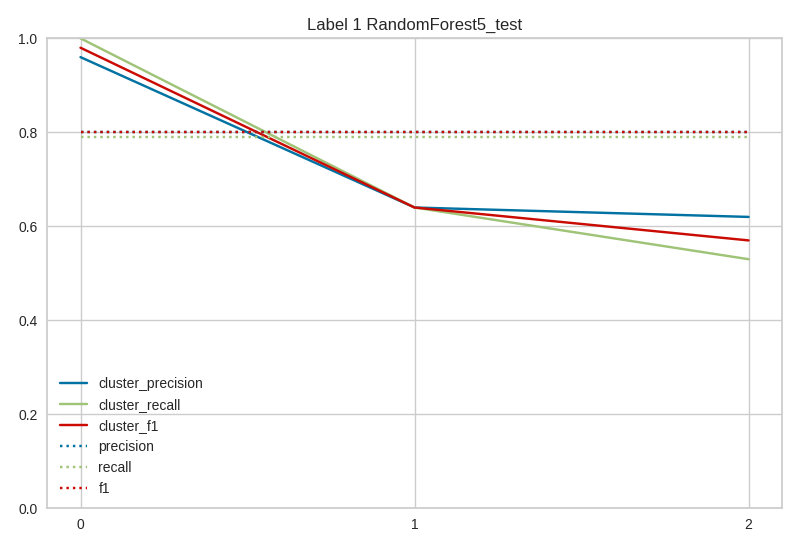 Label 1 RandomForest5_test
1.0
0.8
0.6
0.4
0.2
0.0
cluster_precision
cluster_recall
cluster_f1
precision
recall
f1
0 1 2